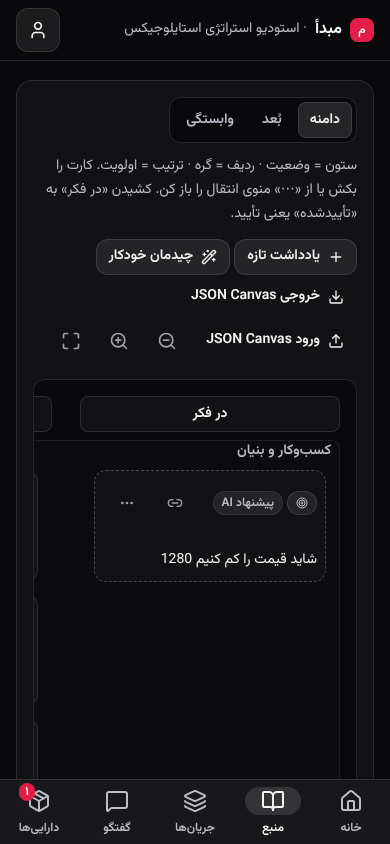 م مبدأ · استودیو استراتژی استایلوجیکس
دامنه بُعد وابستگی
ستون = وضعیت · ردیف = گره · ترتیب = اولویت. کارت را
بکش یا از «···» منوی انتقال را باز کن. کشیدن «در فکر» به
«تأییدشده» یعنی تأیید.
یادداشت تازه چیدمان خودکار
خروجی JSON Canvas
ورود JSON Canvas
در فکر
کسب‌وکار و بنیان
پیشنهاد AI
شاید قیمت را کم کنیم 1280
خانه منبع جریان‌ها گفتگو دارایی‌ها ۱